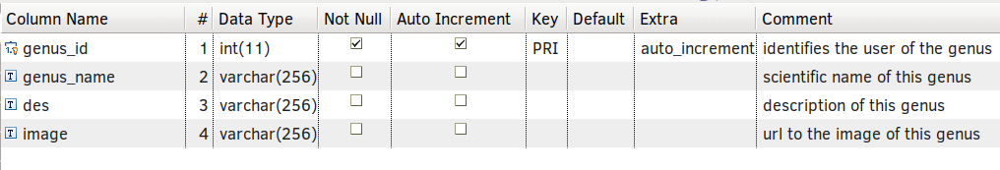 Column Name # Data Type Not Null Auto Increment Key Default Extra Comment
genus_id 1 int(11) PRI auto_increment identifies the user of the genus
genus_name 2 varchar(256) scientific name of this genus
des 3 varchar(256) description of this genus
image 4 varchar(256) url to the image of this genus